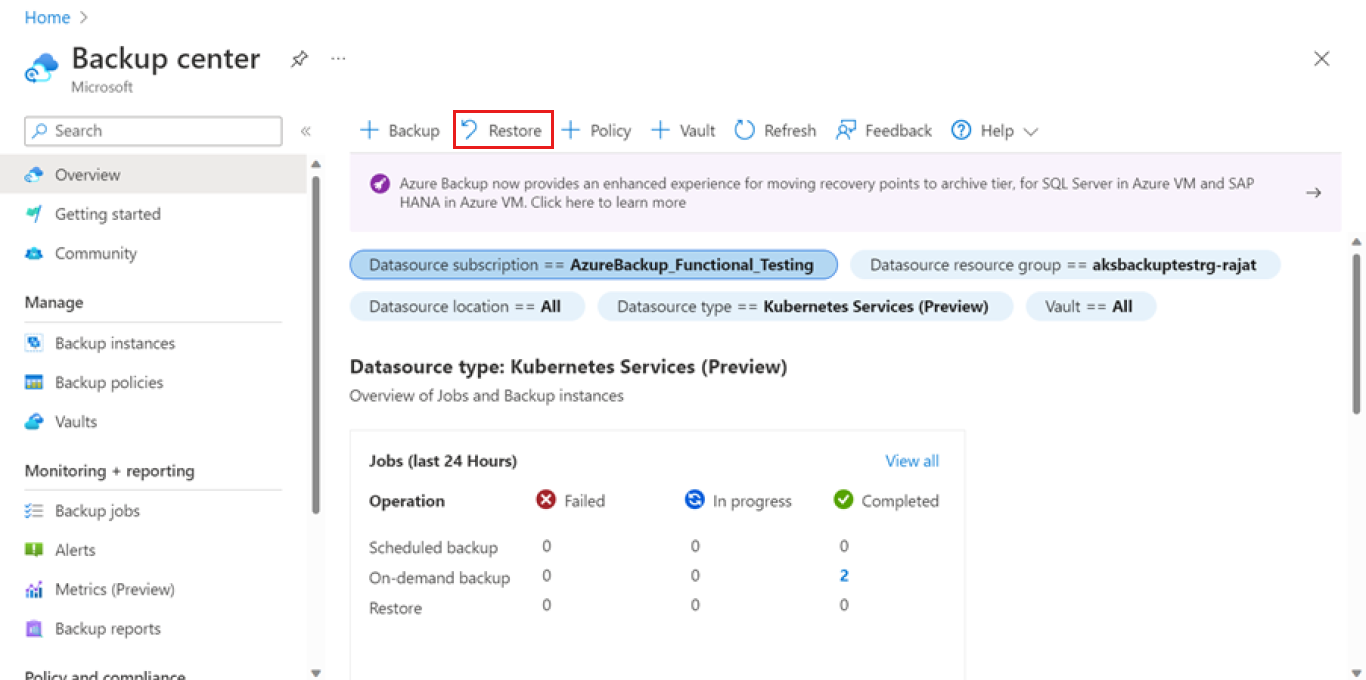 Home
Backup center
Microsoft
Search
Backup Restore Policy Vault Refresh Feedback Help
Overview
Getting started
Community
Manage
Backup instances
Backup policies
Vaults
Monitoring + reporting
Backup jobs
Alerts
Metrics (Preview)
Backup reports
Policy and compliance
Azure Backup now provides an enhanced experience for moving recovery points to archive tier, for SQL Server in Azure VM and SAP
HANA in Azure VM. Click here to learn more
Datasource subscription == AzureBackup_Functional_Testing Datasource resource group == aksbackuptestrg-rajat
Datasource location == All Datasource type == Kubernetes Services (Preview) Vault == All
Datasource type: Kubernetes Services (Preview)
Overview of Jobs and Backup instances
Jobs (last 24 Hours) View all
Operation Failed In progress Completed
Scheduled backup 0 0 0
On-demand backup 0 0 2
Restore 0 0 0